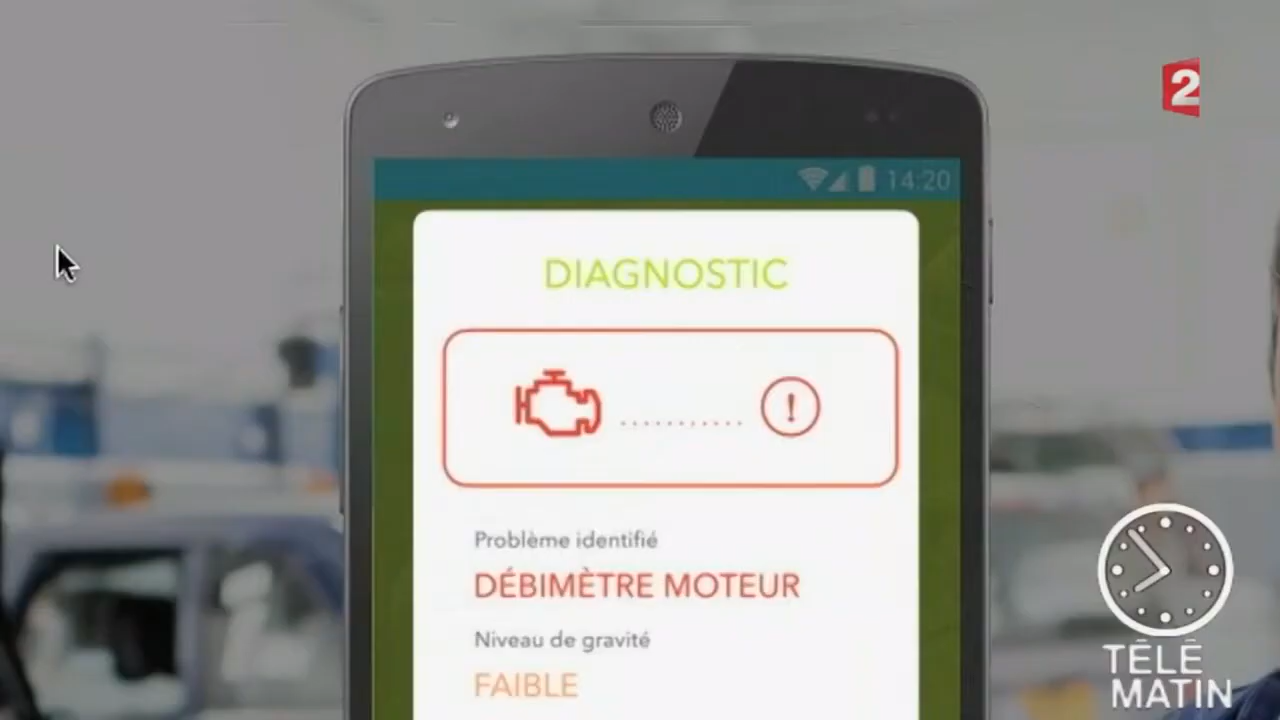 2
14:20
DIAGNOSTIC
!
Problème identifié
DÉBIMÈTRE MOTEUR
Niveau de gravité
FAIBLE
TÉLÉ
MATIN